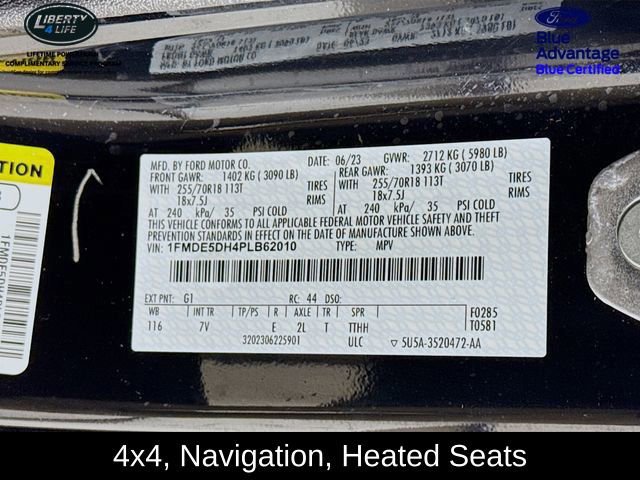 LIBERTY
4 LIFE
LIFETIME POWERTRAIN &
COMPLIMENTARY SERVICE PROGRAM
Ford
Blue
Advantage
Blue Certified.
MFD. BY FORD MOTOR CO.
DATE: 06/23 GVWR: 2712 KG ( 5980 LB)
FRONT GAWR: 1402 KG ( 3090 LB)
REAR GAWR: 1393 KG ( 3070 LB)
WITH 255/70R18 113T TIRES
WITH 255/70R18 113T TIRES
18x7.5J RIMS
18x7.5J RIMS
AT 240 kPa/ 35 PSI COLD
AT 240 kPa/ 35 PSI COLD
THIS VEHICLE CONFORMS TO ALL APPLICABLE FEDERAL MOTOR VEHICLE SAFETY AND
THEFT PREVENTION STANDARDS IN EFFECT ON THE DATE OF MANUFACTURE SHOWN ABOVE.
VIN: 1FMDE5DH4PLB62010
TYPE: MPV
EXT PNT: G1 RC: 44 DSO:
WB INT TR TP/PS R AXLE TR SPR
116 7V E 2L T TTHH
F0285
T0581
3202306225901 ULC
5U5A-3520472-AA
4x4, Navigation, Heated Seats